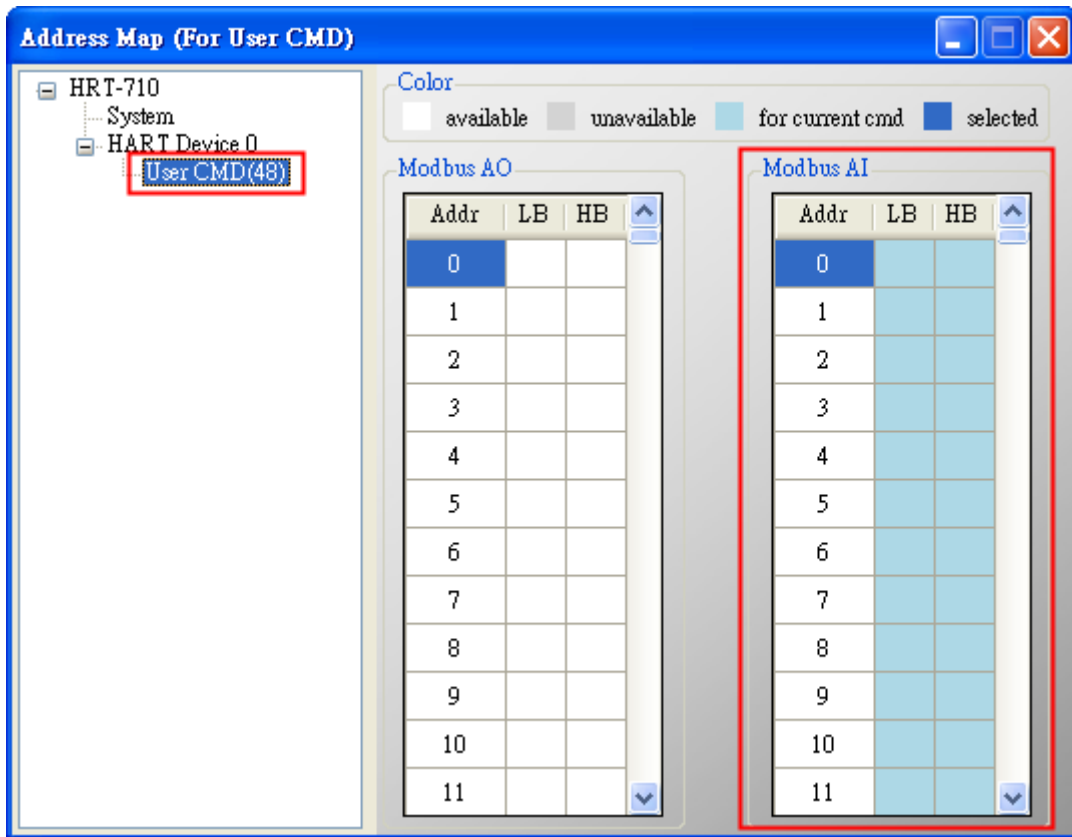 Address Map (For User CMD)
HRT-710
System
HART Device 0
User CMD(48)
Color
available unavailable for current cmd selected
Modbus AO
Addr LB HB
0
1
2
3
4
5
6
7
8
9
10
11
Modbus AI
Addr LB HB
0
1
2
3
4
5
6
7
8
9
10
11